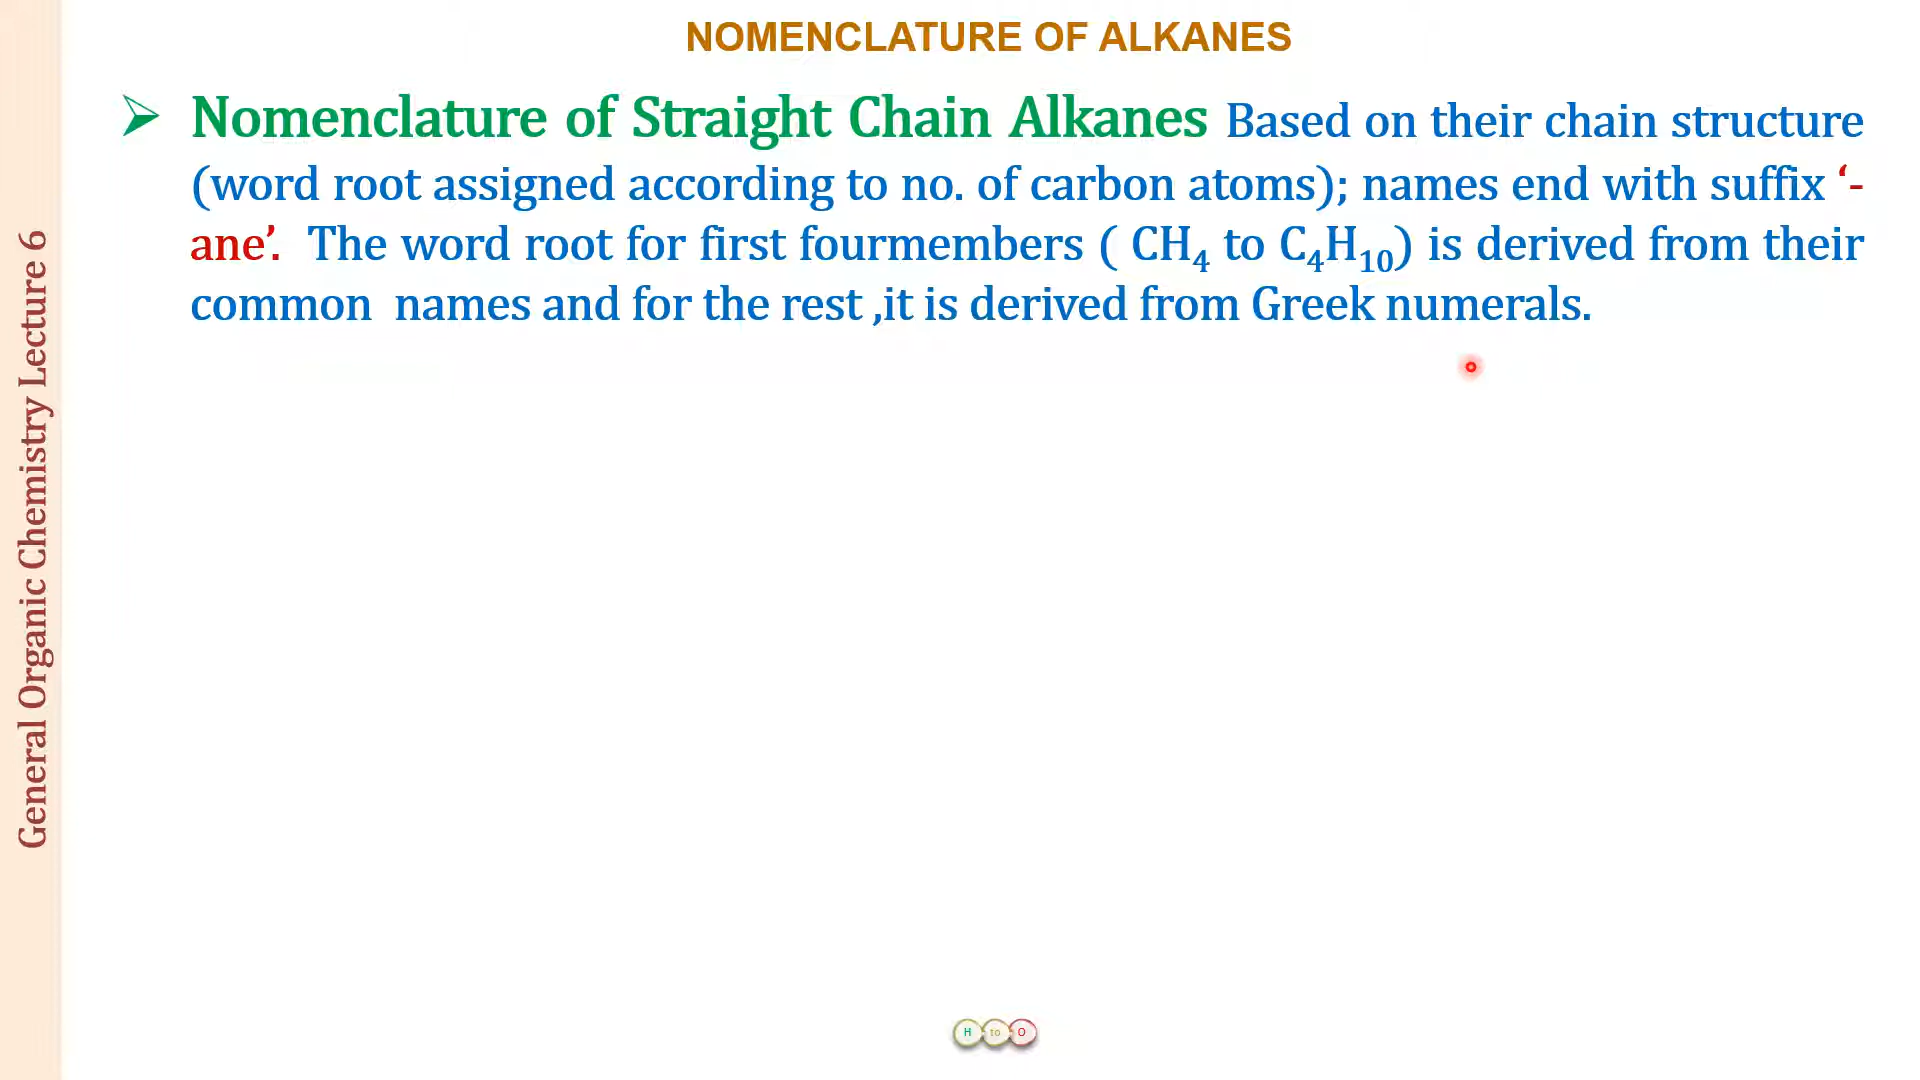 NOMENCLATURE OF ALKANES
➢ Nomenclature of Straight Chain Alkanes Based on their chain structure
(word root assigned according to no. of carbon atoms); names end with suffix ‘-
ane’. The word root for first fourmembers ( CH₄ to C₄H₁₀) is derived from their
common names and for the rest ,it is derived from Greek numerals.
General Organic Chemistry Lecture 6
H to O